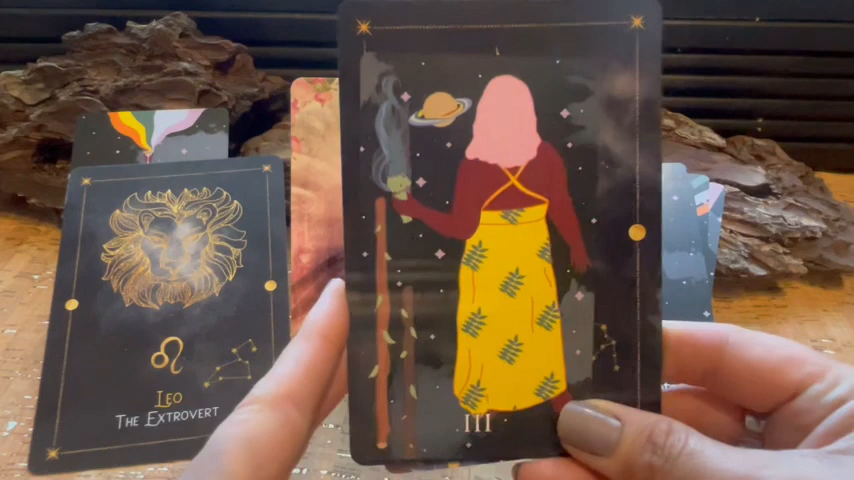 ♌
LEO
THE EXTROVERT
III